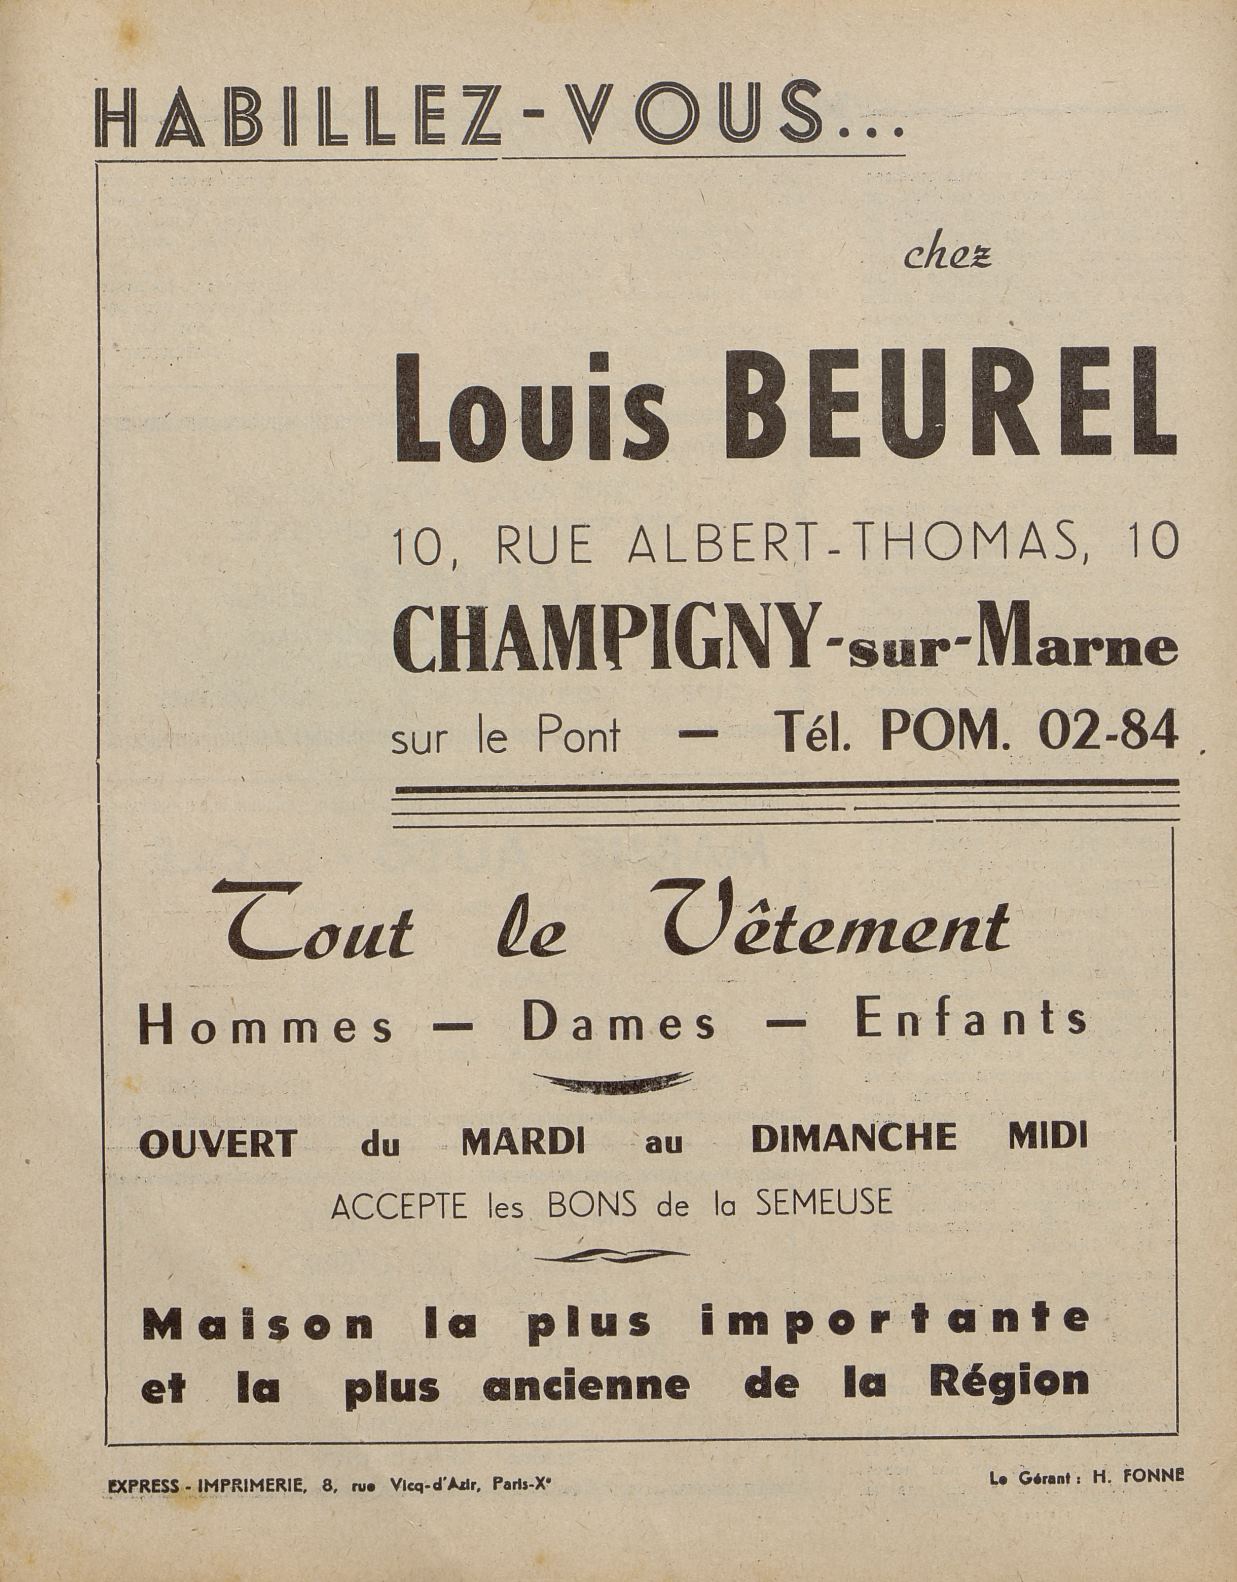 HABILLEZ-VOUS...
chez
Louis BEUREL
10, RUE ALBERT-THOMAS, 10
CHAMPIGNY-sur-Marne
sur le Pont — Tél. POM. 02-84
Tout le Vêtement
Hommes — Dames — Enfants
OUVERT du MARDI au DIMANCHE MIDI
ACCEPTE les BONS de la SEMEUSE
Maison la plus importante
et la plus ancienne de la Région
EXPRESS - IMPRIMERIE, 8, rue Vicq-d'Azir, Paris-Xe
Le Gérant : H. FONNE